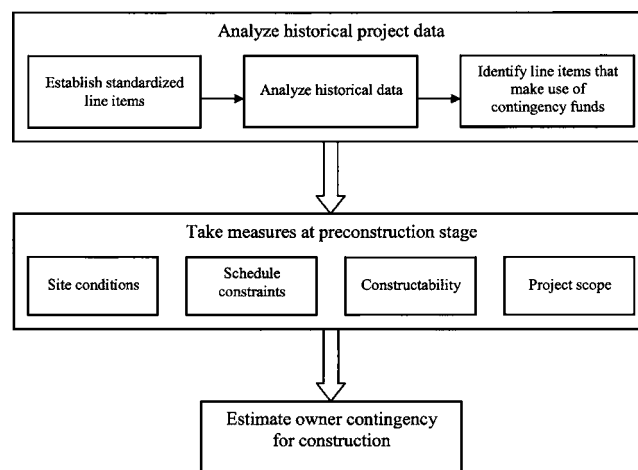 Analyze historical project data
Establish standardized
line items
Analyze historical data
Identify line items that
make use of
contingency funds
Take measures at preconstruction stage
Site conditions
Schedule
constraints
Constructability
Project scope
Estimate owner contingency
for construction